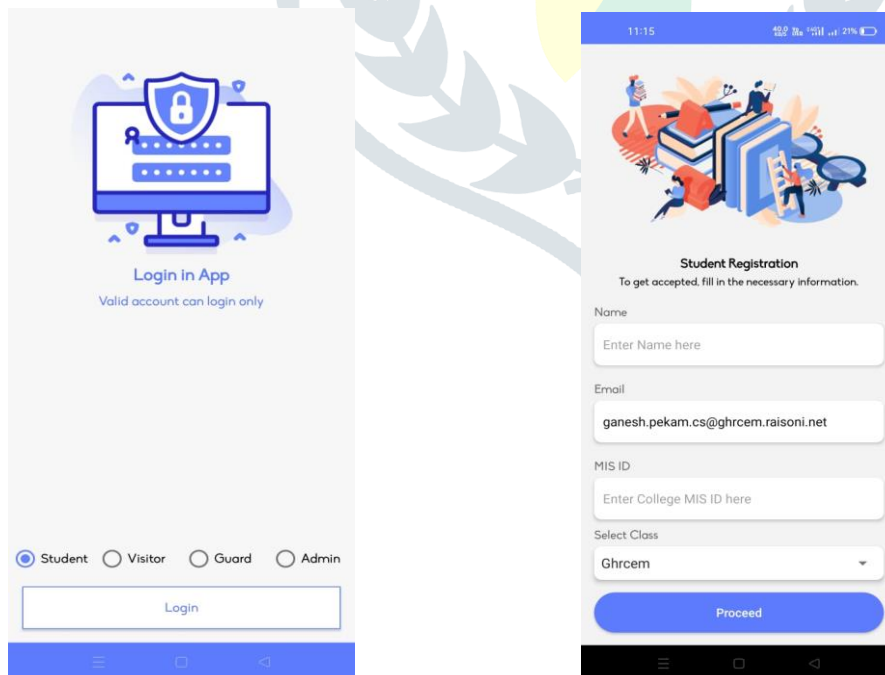 Login in App
Valid account can login only
Student Visitor Guard Admin
Login
11:15
21%
Student Registration
To get accepted, fill in the necessary information.
Name
Enter Name here
Email
ganesh.pekam.cs@ghrcem.raisoni.net
MIS ID
Enter College MIS ID here
Select Class
Ghrcem
Proceed